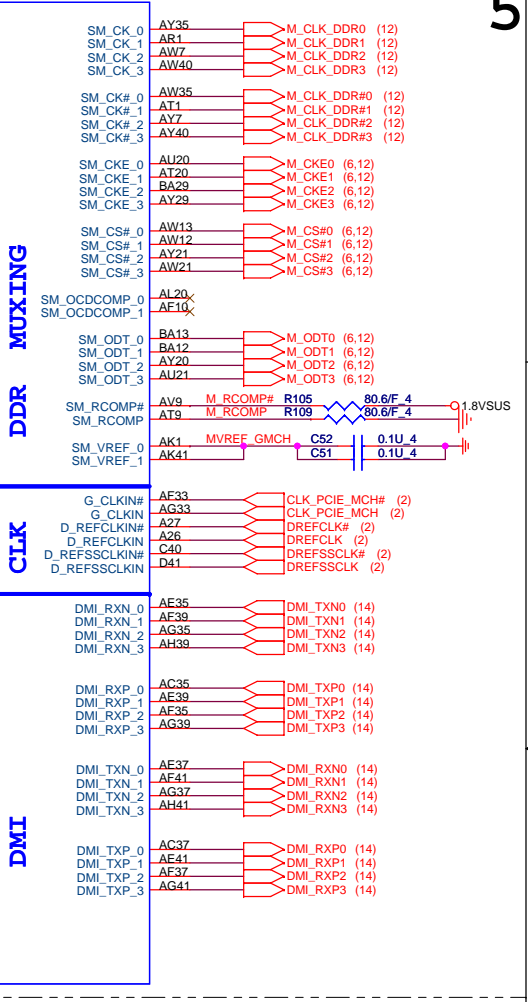 5
SM_CK_0 AY35 M_CLK_DDR0 (12)
SM_CK_1 AR1 M_CLK_DDR1 (12)
SM_CK_2 AW7 M_CLK_DDR2 (12)
SM_CK_3 AW40 M_CLK_DDR3 (12)
SM_CK#_0 AW35 M_CLK_DDR#0 (12)
SM_CK#_1 AT1 M_CLK_DDR#1 (12)
SM_CK#_2 AY7 M_CLK_DDR#2 (12)
SM_CK#_3 AY40 M_CLK_DDR#3 (12)
SM_CKE_0 AU20 M_CKE0 (6,12)
SM_CKE_1 AT20 M_CKE1 (6,12)
SM_CKE_2 BA29 M_CKE2 (6,12)
SM_CKE_3 AY29 M_CKE3 (6,12)
SM_CS#_0 AW13 M_CS#0 (6,12)
SM_CS#_1 AW12 M_CS#1 (6,12)
SM_CS#_2 AY21 M_CS#2 (6,12)
SM_CS#_3 AW21 M_CS#3 (6,12)
SM_OCDCOMP_0 AL20
SM_OCDCOMP_1 AF10
SM_ODT_0 BA13 M_ODT0 (6,12)
SM_ODT_1 BA12 M_ODT1 (6,12)
SM_ODT_2 AY20 M_ODT2 (6,12)
SM_ODT_3 AU21 M_ODT3 (6,12)
DDR MUXING
SM_RCOMP# AV9 M_RCOMP# R105 80.6/F_4 1.8VSUS
SM_RCOMP AT9 M_RCOMP R109 80.6/F_4
SM_VREF_0 AK1 MVREF_GMCH C52 0.1U_4
SM_VREF_1 AK41 C51 0.1U_4
CLK
G_CLKIN# AF33 CLK_PCIE_MCH# (2)
G_CLKIN AG33 CLK_PCIE_MCH (2)
D_REFCLKIN# A27 DREFCLK# (2)
D_REFCLKIN A26 DREFCLK (2)
D_REFSSCLKIN# C40 DREFSSCLK# (2)
D_REFSSCLKIN D41 DREFSSCLK (2)
DMI_RXN_0 AE35 DMI_TXN0 (14)
DMI_RXN_1 AF39 DMI_TXN1 (14)
DMI_RXN_2 AG35 DMI_TXN2 (14)
DMI_RXN_3 AH39 DMI_TXN3 (14)
DMI_RXP_0 AC35 DMI_TXP0 (14)
DMI_RXP_1 AE39 DMI_TXP1 (14)
DMI_RXP_2 AF35 DMI_TXP2 (14)
DMI_RXP_3 AG39 DMI_TXP3 (14)
DMI
DMI_TXN_0 AE37 DMI_RXN0 (14)
DMI_TXN_1 AF41 DMI_RXN1 (14)
DMI_TXN_2 AG37 DMI_RXN2 (14)
DMI_TXN_3 AH41 DMI_RXN3 (14)
DMI_TXP_0 AC37 DMI_RXP0 (14)
DMI_TXP_1 AE41 DMI_RXP1 (14)
DMI_TXP_2 AF37 DMI_RXP2 (14)
DMI_TXP_3 AG41 DMI_RXP3 (14)